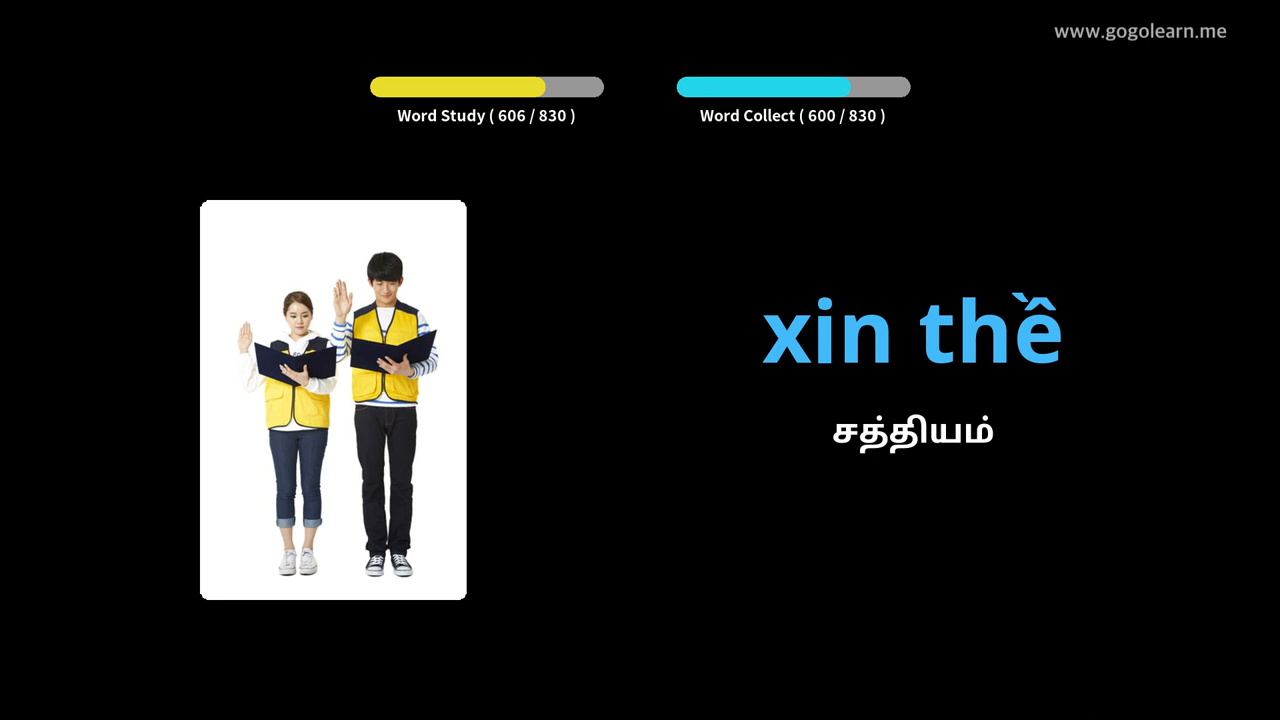 www.gogolearn.me
Word Study ( 606 / 830 )
Word Collect ( 600 / 830 )
xin thề
சத்தியம்